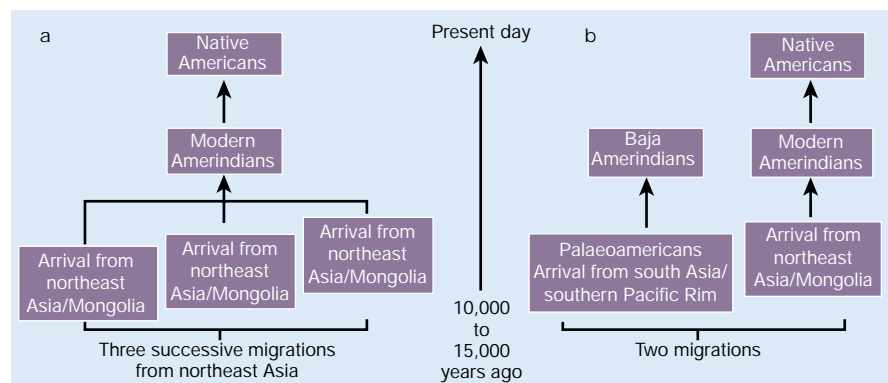 a
Native
Americans
Modern
Amerindians
Arrival from
northeast
Asia/Mongolia
Arrival from
northeast
Asia/Mongolia
Arrival from
northeast
Asia/Mongolia
Three successive migrations
from northeast Asia
Present day
10,000
to
15,000
years ago
b
Native
Americans
Baja
Amerindians
Modern
Amerindians
Palaeoamericans
Arrival from south Asia/
southern Pacific Rim
Arrival from
northeast
Asia/Mongolia
Two migrations